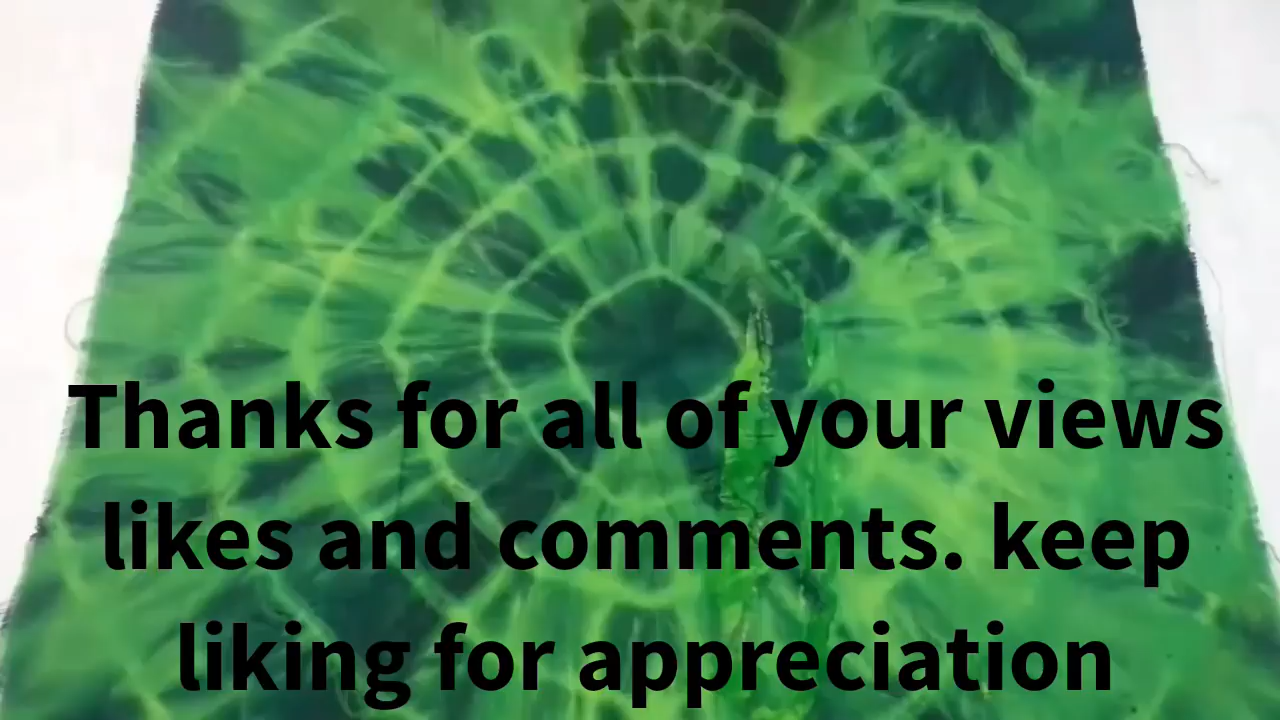 Thanks for all of your views
likes and comments. keep
liking for appreciation